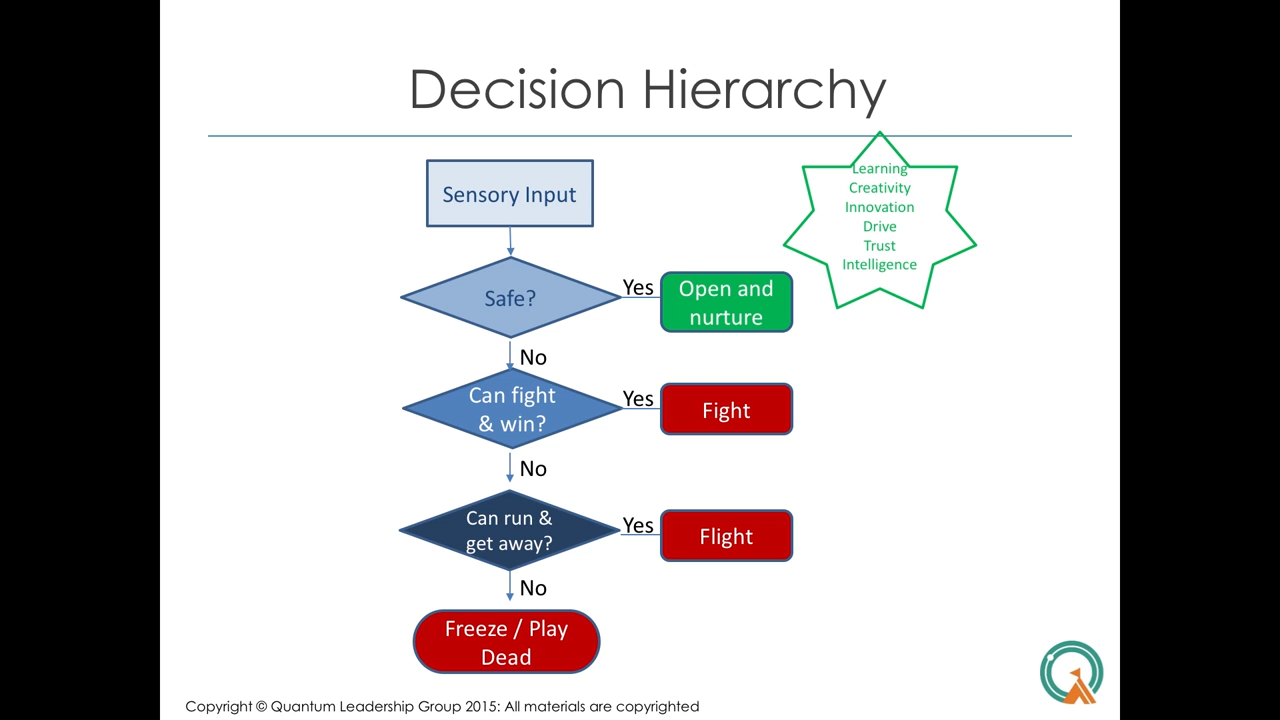 Decision Hierarchy
Sensory Input
Learning
Creativity
Innovation
Drive
Trust
Intelligence
Safe?
Yes
Open and
nurture
No
Can fight
& win?
Yes
Fight
No
Can run &
get away?
Yes
Flight
No
Freeze / Play
Dead
Copyright © Quantum Leadership Group 2015: All materials are copyrighted